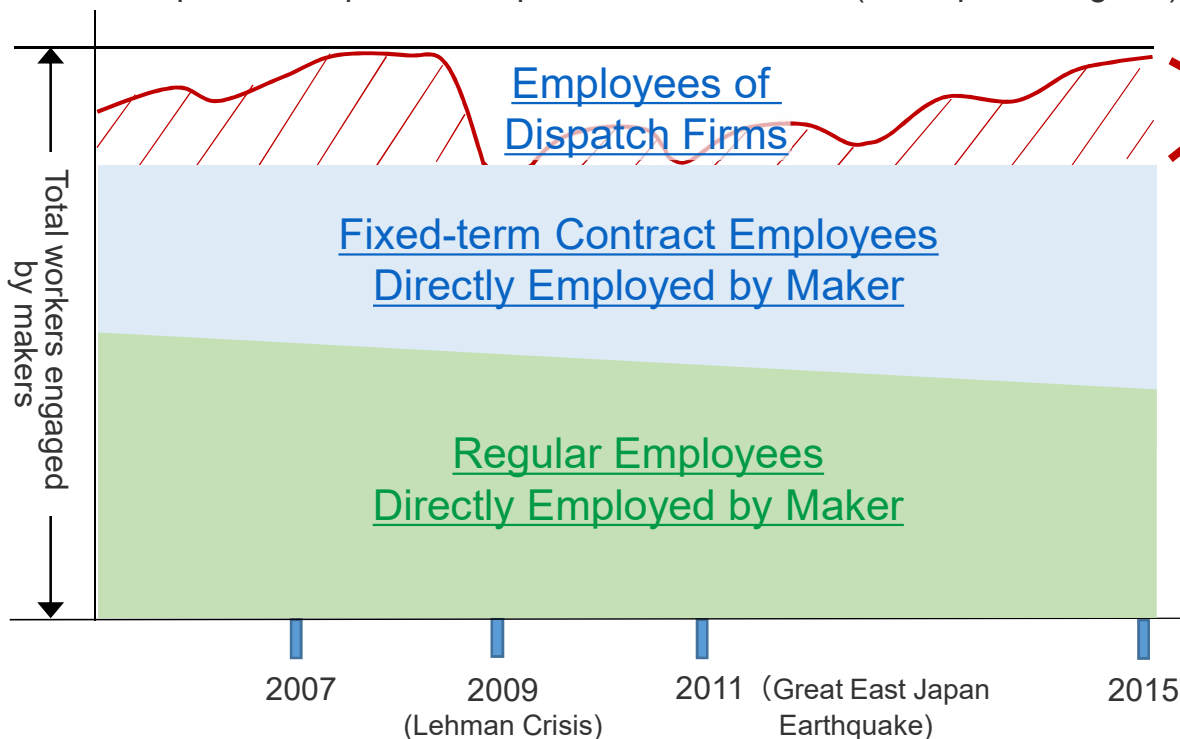 Employees of
Dispatch Firms
Fixed-term Contract Employees
Directly Employed by Maker
Regular Employees
Directly Employed by Maker
Total workers engaged
by makers
2007
2009
(Lehman Crisis)
2011（Great East Japan
Earthquake)
2015